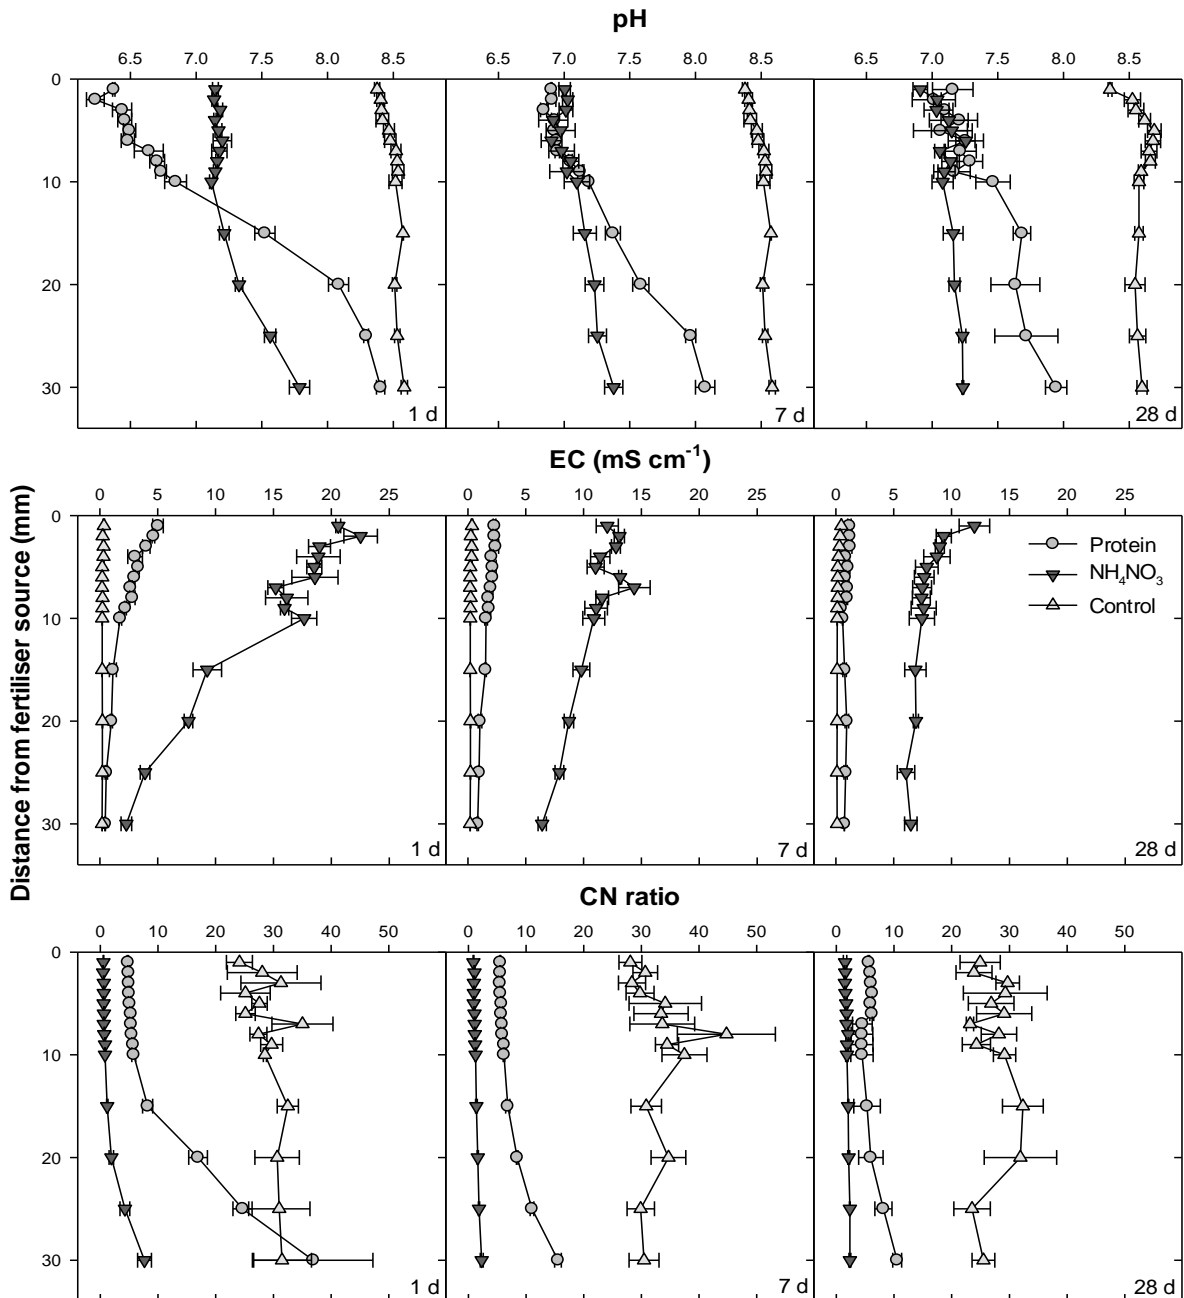 pH
6.5 7.0 7.5 8.0 8.5 6.5 7.0 7.5 8.0 8.5 6.5 7.0 7.5 8.0 8.5
0
10
20
30
1 d 7 d 28 d
EC (mS cm⁻¹)
0 5 10 15 20 25 0 5 10 15 20 25 0 5 10 15 20 25
0
10
20
30
Protein
NH₄NO₃
Control
1 d 7 d 28 d
Distance from fertiliser source (mm)
CN ratio
0 10 20 30 40 50 0 10 20 30 40 50 0 10 20 30 40 50
0
10
20
30
1 d 7 d 28 d